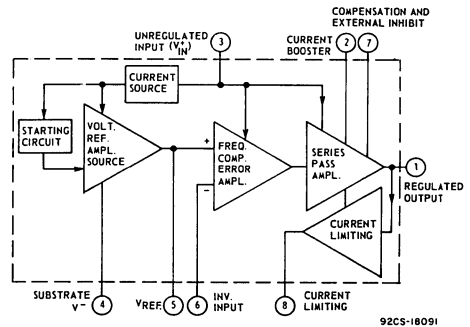 UNREGULATED
INPUT (V+IN)
3
COMPENSATION AND
EXTERNAL INHIBIT
CURRENT
BOOSTER
2
7
CURRENT
SOURCE
STARTING
CIRCUIT
VOLT.
REF.
AMPL.
SOURCE
+
FREQ.
COMP.
ERROR
AMPL.
−
SERIES
PASS
AMPL.
1
REGULATED
OUTPUT
CURRENT
LIMITING
SUBSTRATE
V−
4
VREF.
5
6
INV.
INPUT
8
CURRENT
LIMITING
92CS-18091